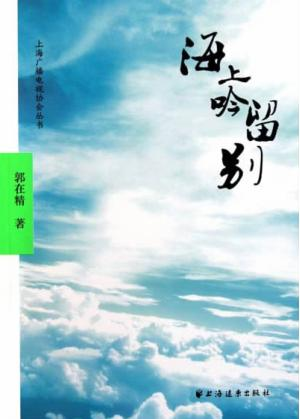 上海广播电视协会丛书
海上吟
留别
郭在精 著
上海远东出版社